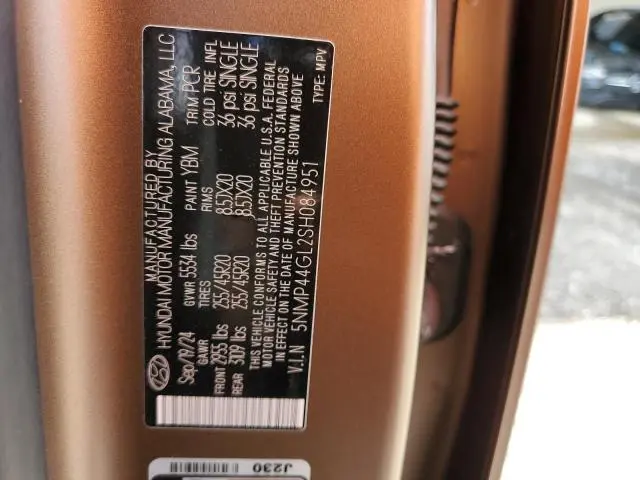 MANUFACTURED BY
HYUNDAI MOTOR MANUFACTURING ALABAMA, LLC
Sep/19/24 GVWR 5534 lbs PAINT YBM TRIM PCR
GAWR TIRES RIMS COLD TIRE INFL
FRONT 2955 lbs 255/45R20 8.5JX20 36 psi SINGLE
REAR 3109 lbs 255/45R20 8.5JX20 36 psi SINGLE
THIS VEHICLE CONFORMS TO ALL APPLICABLE U.S.A. FEDERAL
MOTOR VEHICLE SAFETY AND THEFT PREVENTION STANDARDS
IN EFFECT ON THE DATE OF MANUFACTURE SHOWN ABOVE
V.I.N 5NMP44GL2SH084951 TYPE: MPV
J230